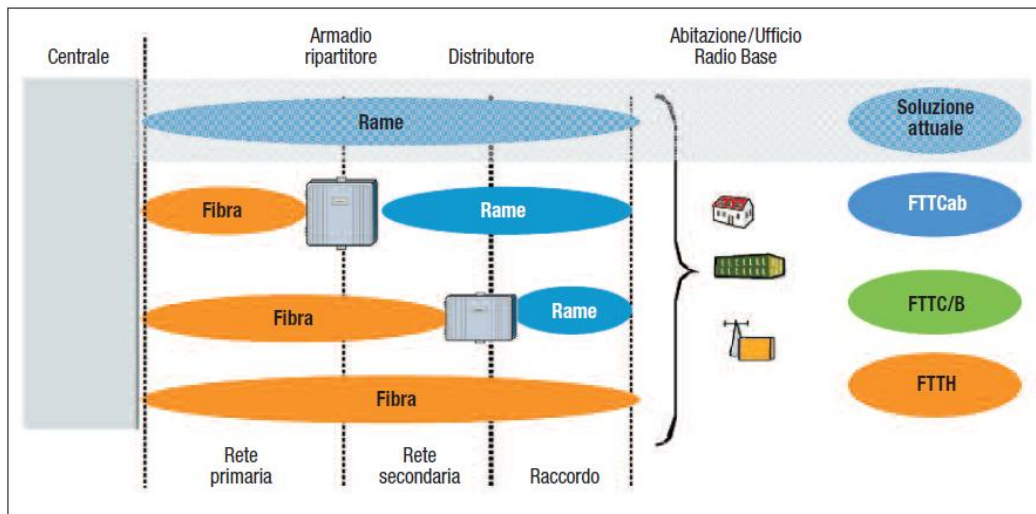 Centrale
Armadio
ripartitore
Distributore
Abitazione/Ufficio
Radio Base
Rame
Soluzione
attuale
Fibra
Rame
FTTCab
Fibra
Rame
FTTC/B
Fibra
FTTH
Rete
primaria
Rete
secondaria
Raccordo